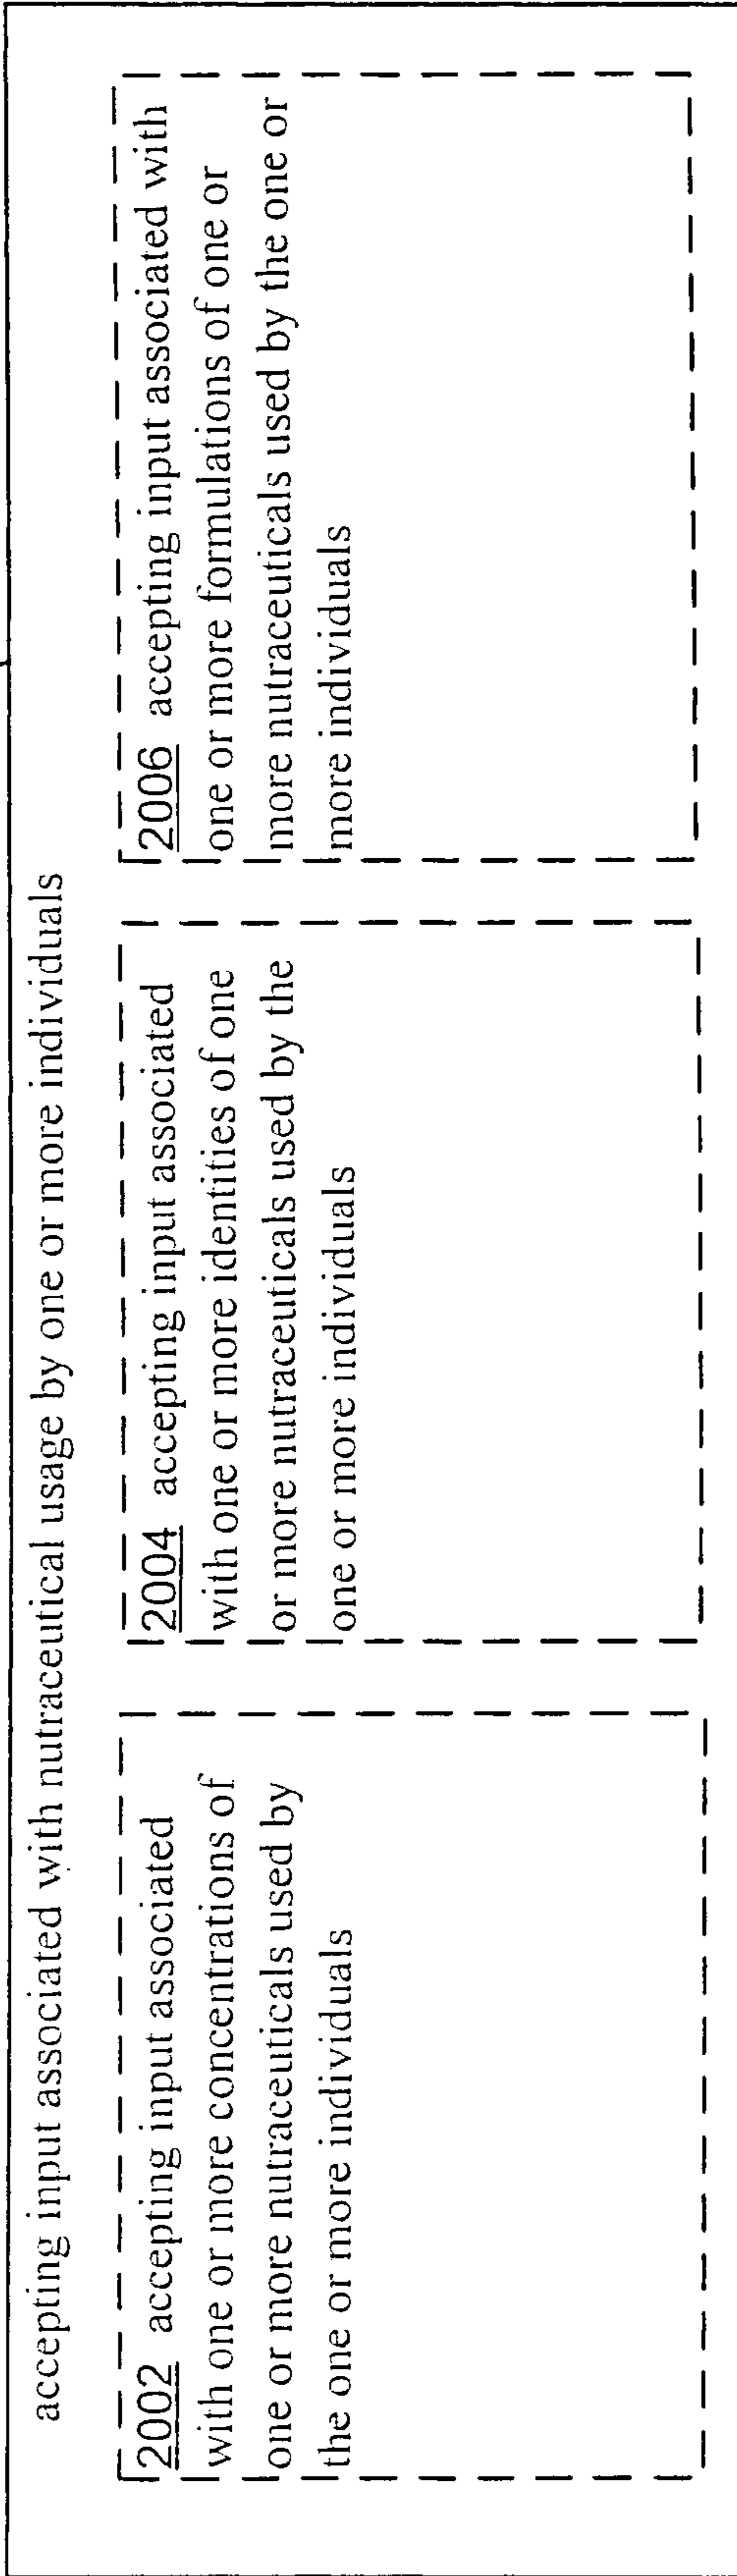 accepting input associated with nutraceutical usage by one or more individuals
2002 accepting input associated
with one or more concentrations of
one or more nutraceuticals used by
the one or more individuals
2004 accepting input associated
with one or more identities of one
or more nutraceuticals used by the
one or more individuals
2006 accepting input associated with
one or more formulations of one or
more nutraceuticals used by the one or
more individuals